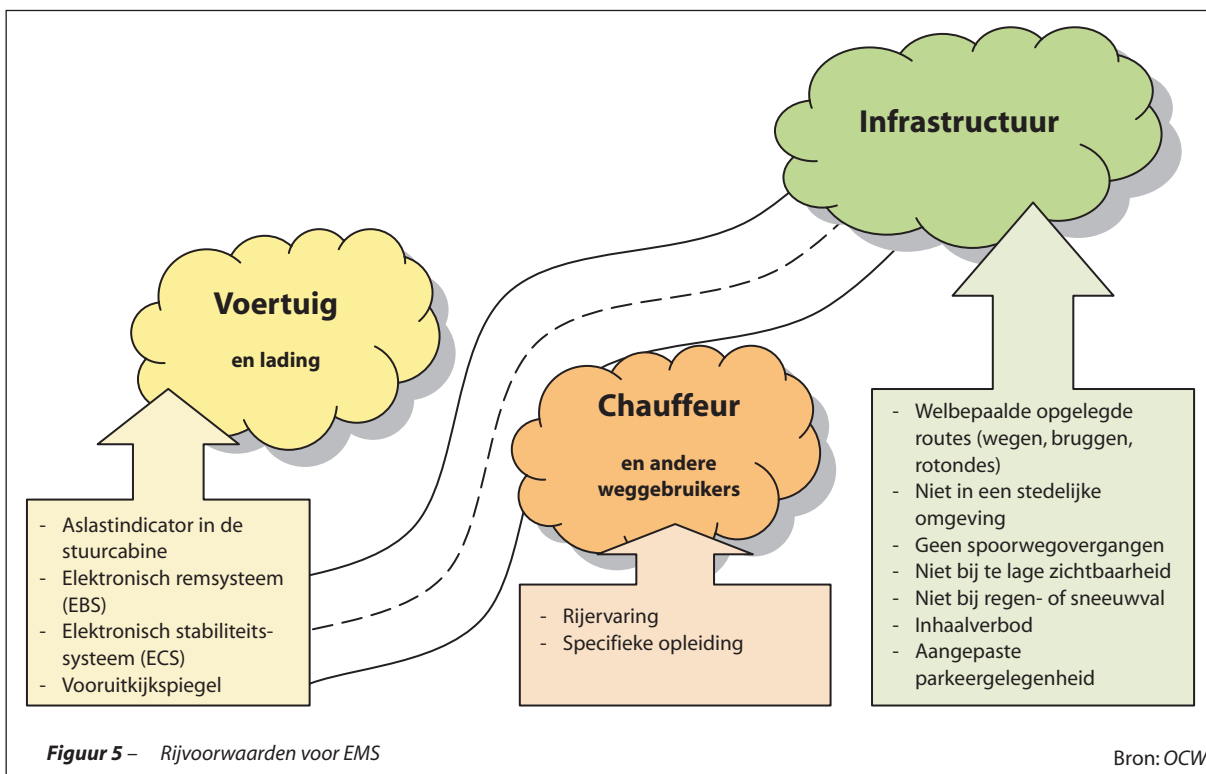 Infrastructuur
Voertuig
en lading
Chauffeur
en andere
weggebruikers
- Aslastindicator in de
stuurcabine
- Elektronisch remsysteem
(EBS)
- Elektronisch stabiliteits-
systeem (ECS)
- Vooruitkijkspiegel
- Rijervaring
- Specifieke opleiding
- Welbepaalde opgelegde
routes (wegen, bruggen,
rotondes)
- Niet in een stedelijke
omgeving
- Geen spoorwegovergangen
- Niet bij te lage zichtbaarheid
- Niet bij regen- of sneeuwval
- Inhaalverbod
- Aangepaste
parkeergelegenheid
Figuur 5 – Rijvoorwaarden voor EMS
Bron: OCW